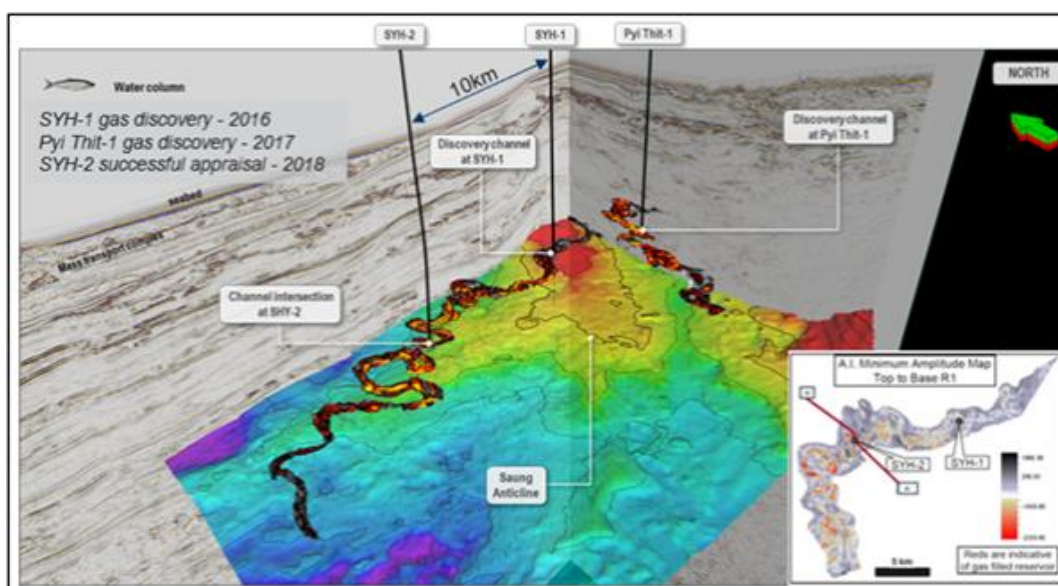 SYH-2
SYH-1
Pyi Thit-1
NORTH
Water column
10km
SYH-1 gas discovery - 2016
Pyi Thit-1 gas discovery - 2017
SYH-2 successful appraisal - 2018
Discovery channel
at SYH-1
Discovery channel
at Pyi Thit-1
seabed
Mass transport complex
Channel intersection
at SHY-2
Saung
Anticline
A.I. Minimum Amplitude Map
Top to Base R1
SYH-2
SYH-1
5 km
Reds are indicative
of gas filled reservoir